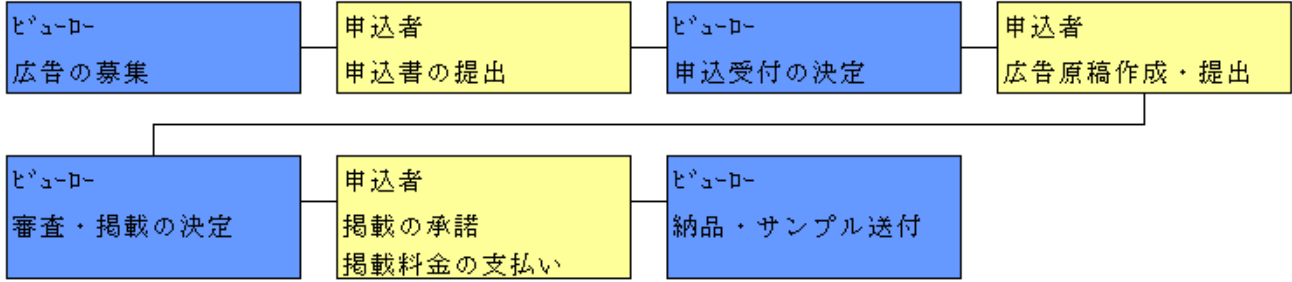 ﾋﾞｭｰﾛｰ
広告の募集
申込者
申込書の提出
ﾋﾞｭｰﾛｰ
申込受付の決定
申込者
広告原稿作成・提出
ﾋﾞｭｰﾛｰ
審査・掲載の決定
申込者
掲載の承諾
掲載料金の支払い
ﾋﾞｭｰﾛｰ
納品・サンプル送付